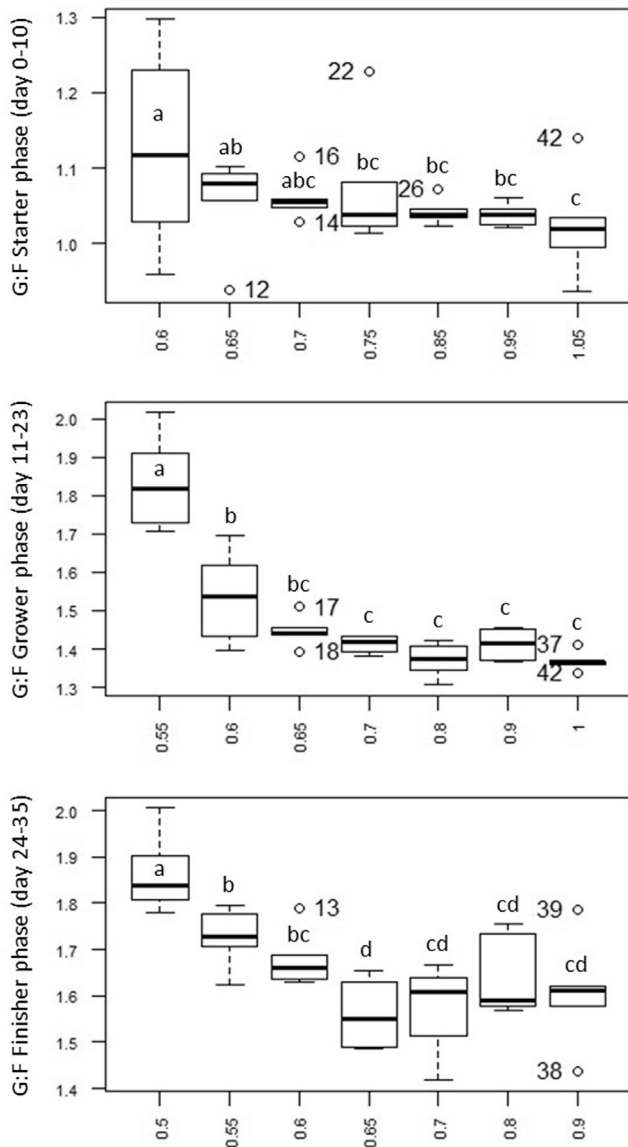 G:F Starter phase (day 0-10)
1.3
1.2
1.1
1.0
a
ab
abc
bc
bc
bc
c
12
16
14
22
26
42
0.6
0.65
0.7
0.75
0.85
0.95
1.05
G:F Grower phase (day 11-23)
2.0
1.9
1.8
1.7
1.6
1.5
1.4
1.3
a
b
bc
c
c
c
c
17
18
37
42
0.55
0.6
0.65
0.7
0.8
0.9
1
G:F Finisher phase (day 24-35)
2.0
1.9
1.8
1.7
1.6
1.5
1.4
a
b
bc
d
cd
cd
cd
13
39
38
0.5
0.55
0.6
0.65
0.7
0.8
0.9